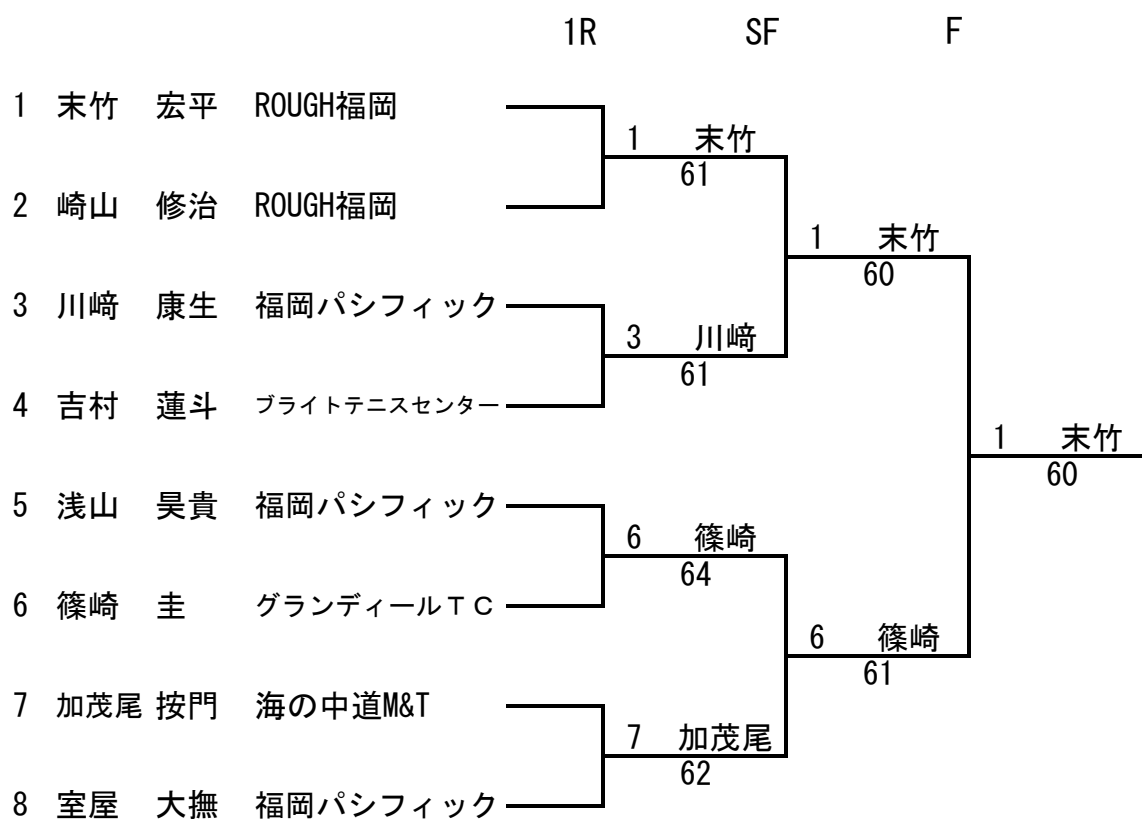 1R SF F
1 末竹 宏平 ROUGH福岡
1 末竹
61
2 崎山 修治 ROUGH福岡
1 末竹
60
3 川﨑 康生 福岡パシフィック
3 川﨑
61
4 吉村 蓮斗 ブライトテニスセンター
1 末竹
60
5 浅山 昊貴 福岡パシフィック
6 篠崎
64
6 篠崎 圭 グランディールＴＣ
6 篠崎
61
7 加茂尾 按門 海の中道M&T
7 加茂尾
62
8 室屋 大撫 福岡パシフィック